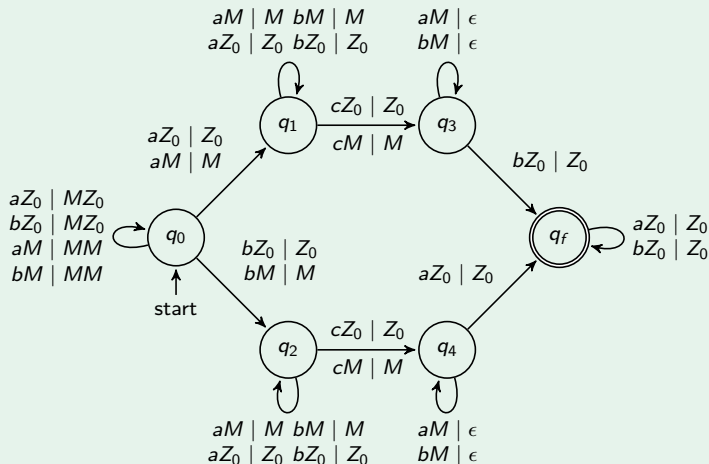 aM | M bM | M
aZ₀ | Z₀ bZ₀ | Z₀
aM | ϵ
bM | ϵ
q₁
cZ₀ | Z₀
cM | M
q₃
aZ₀ | Z₀
aM | M
bZ₀ | Z₀
aZ₀ | MZ₀
bZ₀ | MZ₀
aM | MM
bM | MM
q₀
start
q_f
aZ₀ | Z₀
bZ₀ | Z₀
bZ₀ | Z₀
bM | M
aZ₀ | Z₀
q₂
cZ₀ | Z₀
cM | M
q₄
aM | M bM | M
aZ₀ | Z₀ bZ₀ | Z₀
aM | ϵ
bM | ϵ